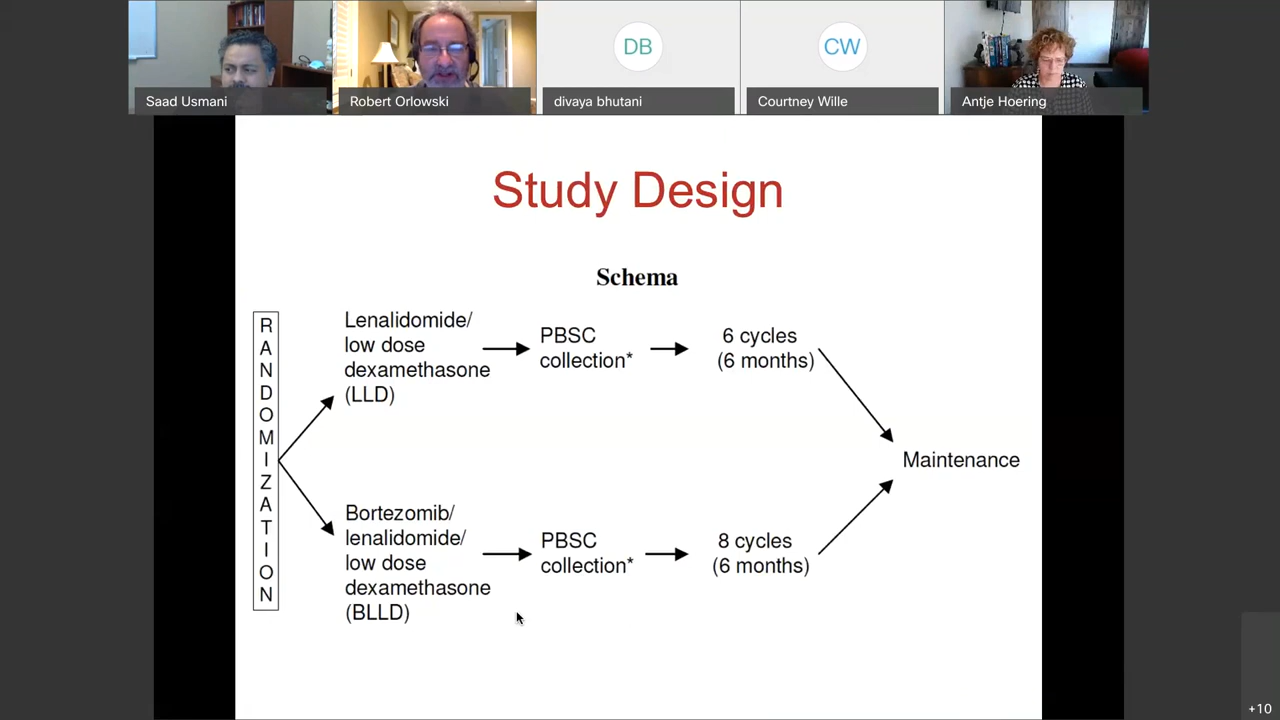 DB
CW
Saad Usmani
Robert Orlowski
divaya bhutani
Courtney Wille
Antje Hoering
Study Design
Schema
RANDOMIZATION
Lenalidomide/
low dose
dexamethasone
(LLD)
PBSC
collection*
6 cycles
(6 months)
Maintenance
Bortezomib/
lenalidomide/
low dose
dexamethasone
(BLLD)
PBSC
collection*
8 cycles
(6 months)
+10